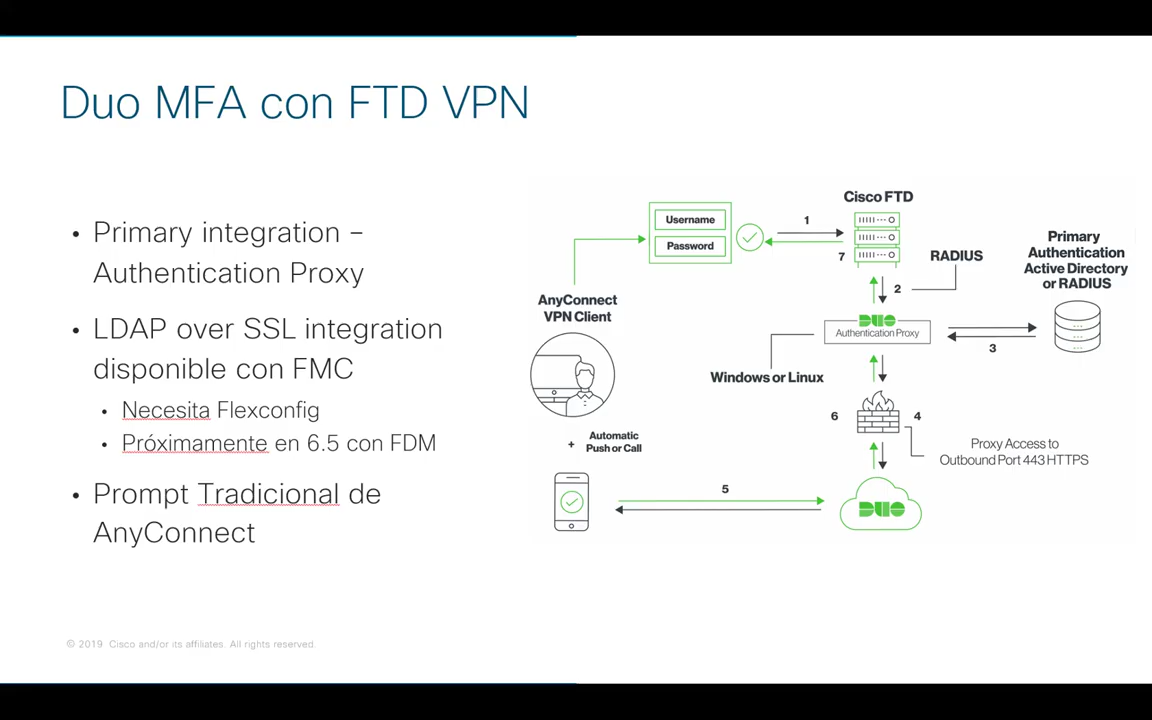 Duo MFA con FTD VPN
• Primary integration –
Authentication Proxy
• LDAP over SSL integration
disponible con FMC
• Necesita Flexconfig
• Próximamente en 6.5 con FDM
• Prompt Tradicional de
AnyConnect
Cisco FTD
Username
Password
1
7
2
RADIUS
Primary
Authentication
Active Directory
or RADIUS
AnyConnect
VPN Client
DUO
Authentication Proxy
3
Windows or Linux
6
4
+
Automatic
Push or Call
Proxy Access to
Outbound Port 443 HTTPS
5
DUO
© 2019 Cisco and/or its affiliates. All rights reserved.